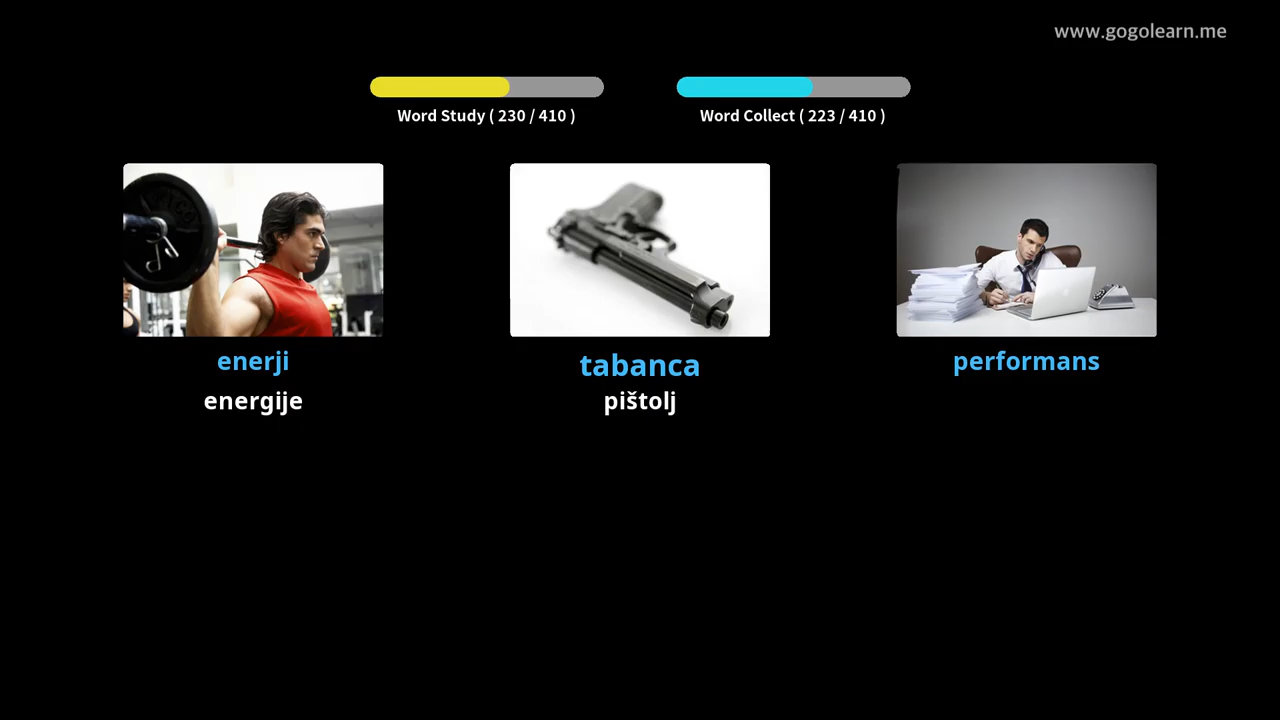 www.gogolearn.me
Word Study ( 230 / 410 )
Word Collect ( 223 / 410 )
enerji
tabanca
performans
energije
pištolj